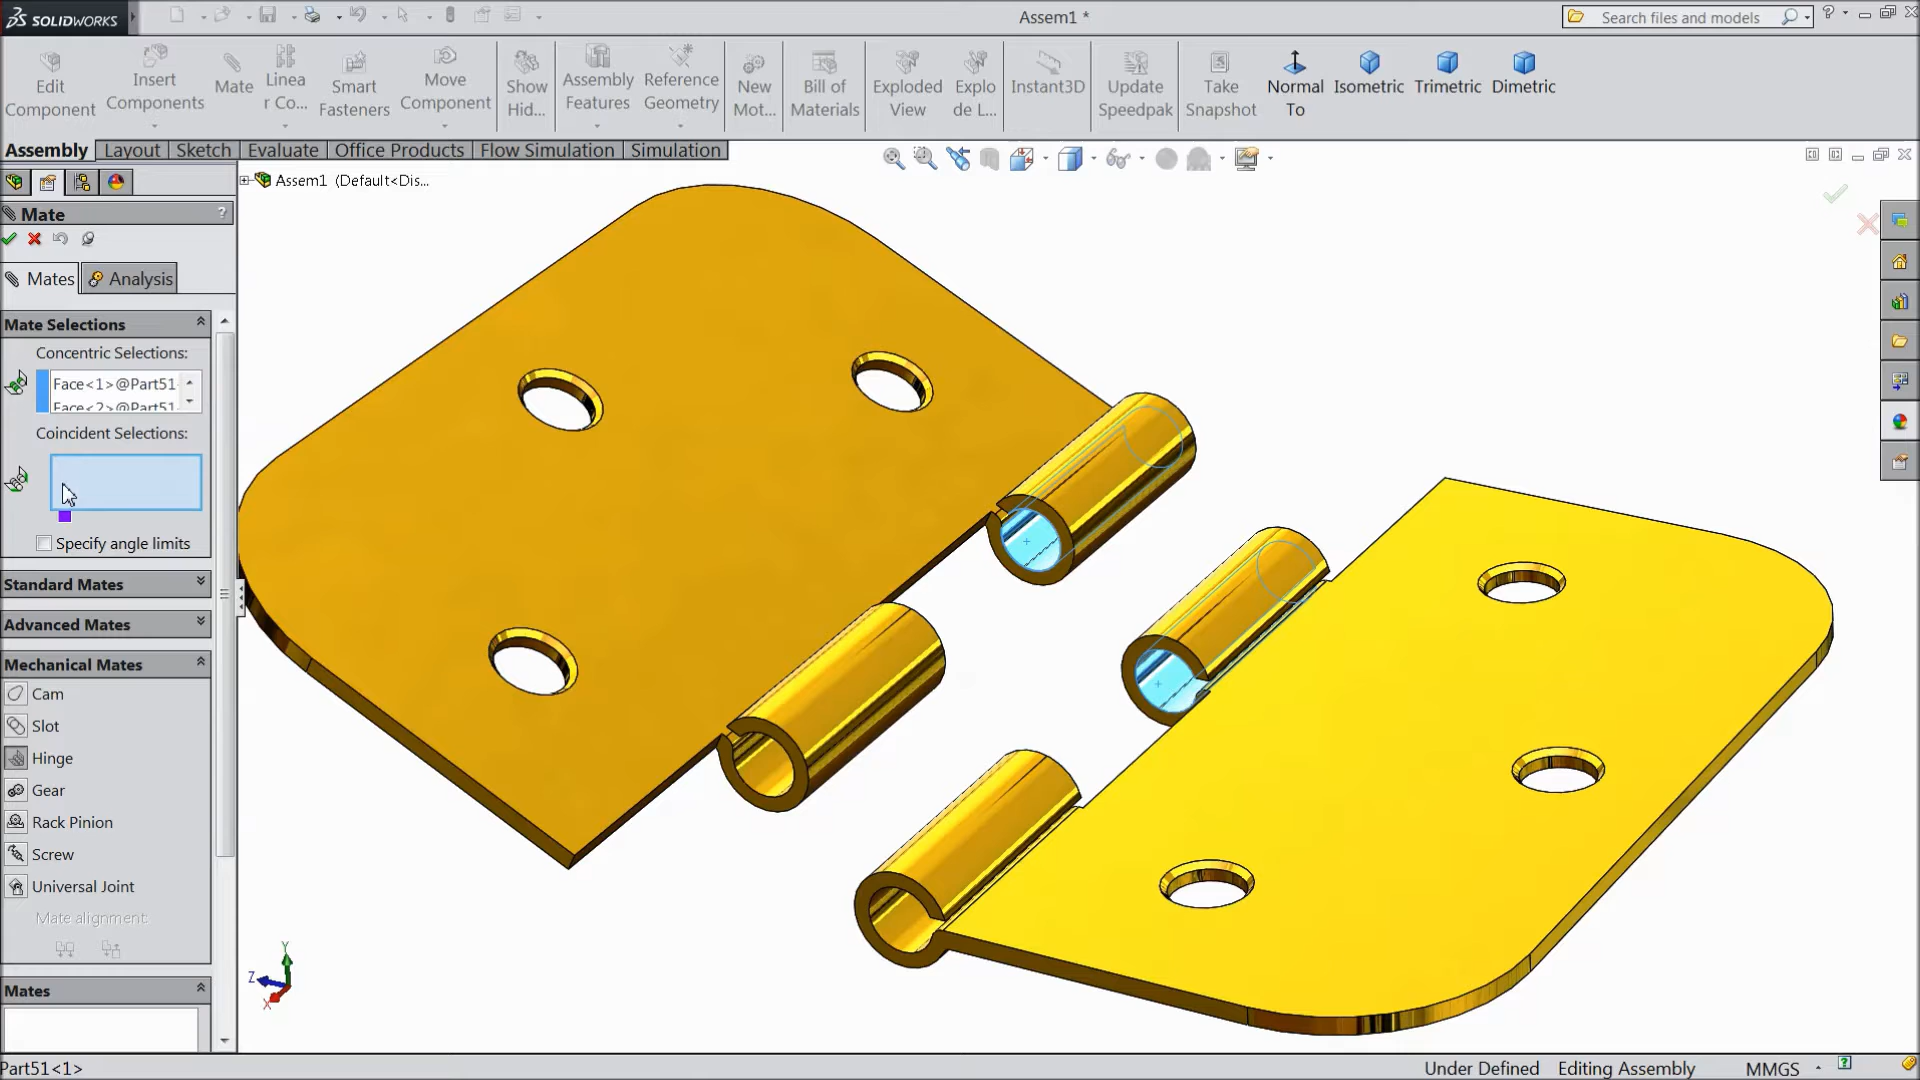 SOLIDWORKS
Assem1 *
Search files and models
Edit Component
Insert Components
Mate
Linea r Co...
Smart Fasteners
Move Component
Show Hid...
Assembly Features
Reference Geometry
New Mot...
Bill of Materials
Exploded View
Explo de L...
Instant3D
Update Speedpak
Take Snapshot
Normal To
Isometric
Trimetric
Dimetric
Assembly
Layout
Sketch
Evaluate
Office Products
Flow Simulation
Simulation
Assem1 (Default<Dis...
Mate
?
Mates
Analysis
Mate Selections
Concentric Selections:
Face<1>@Part51-
Face<2>@Part51-
Coincident Selections:
Specify angle limits
Standard Mates
Advanced Mates
Mechanical Mates
Cam
Slot
Hinge
Gear
Rack Pinion
Screw
Universal Joint
Mate alignment:
Mates
Y
Z
X
Part51<1>
Under Defined
Editing Assembly
MMGS